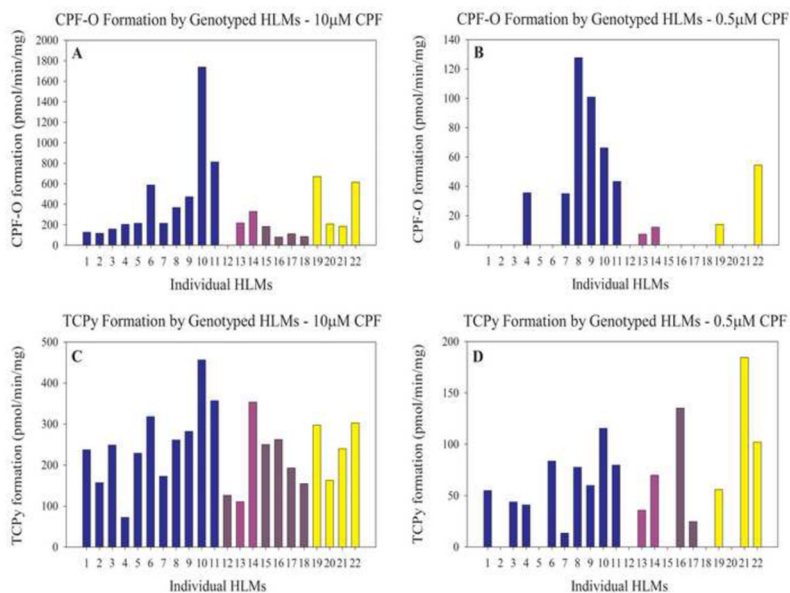 CPF-O Formation by Genotyped HLMs - 10μM CPF
A
CPF-O formation (pmol/min/mg)
2000
1800
1600
1400
1200
1000
800
600
400
200
0
1 2 3 4 5 6 7 8 9 10 11 12 13 14 15 16 17 18 19 20 21 22
Individual HLMs
CPF-O Formation by Genotyped HLMs - 0.5μM CPF
B
CPF-O formation (pmol/min/mg)
140
120
100
80
60
40
20
0
1 2 3 4 5 6 7 8 9 10 11 12 13 14 15 16 17 18 19 20 21 22
Individual HLMs
TCPy Formation by Genotyped HLMs - 10μM CPF
C
TCPy formation (pmol/min/mg)
500
400
300
200
100
0
1 2 3 4 5 6 7 8 9 10 11 12 13 14 15 16 17 18 19 20 21 22
Individual HLMs
TCPy Formation by Genotyped HLMs - 0.5μM CPF
D
TCPy formation (pmol/min/mg)
200
150
100
50
0
1 2 3 4 5 6 7 8 9 10 11 12 13 14 15 16 17 18 19 20 21 22
Individual HLMs